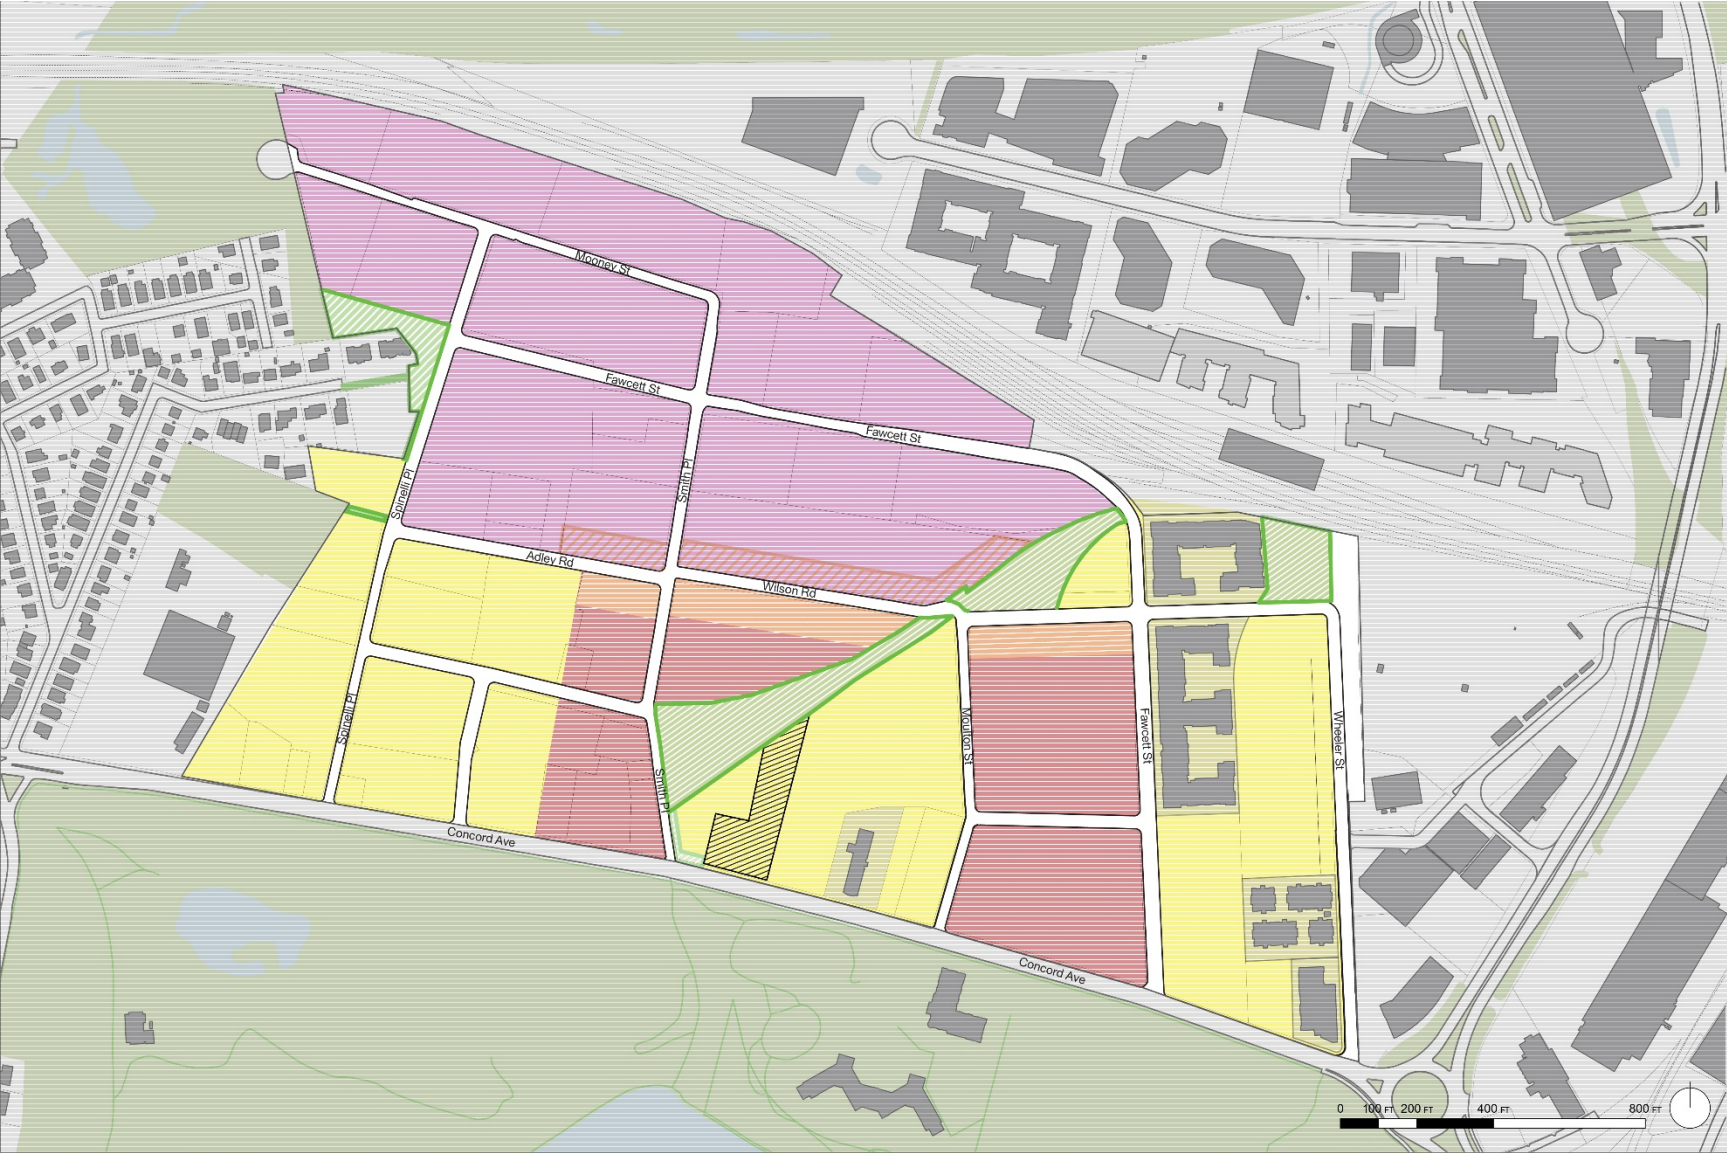 Mooney St
Fawcett St
Fawcett St
Smith Pl
Spinelli Pl
Adley Rd
Wilson Rd
Spinelli Pl
Moulton St
Fawcett St
Wheeler St
Smith Pl
Concord Ave
Concord Ave
0 100 FT 200 FT 400 FT 800 FT